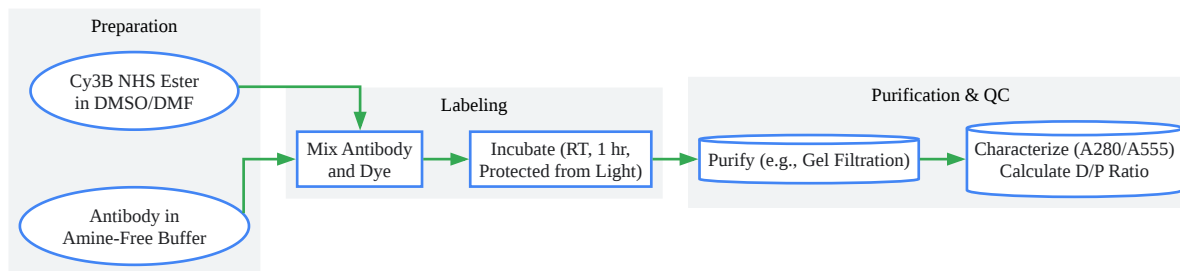 Preparation
Cy3B NHS Ester
in DMSO/DMF
Antibody in
Amine-Free Buffer
Labeling
Mix Antibody
and Dye
Incubate (RT, 1 hr,
Protected from Light)
Purification & QC
Purify (e.g., Gel Filtration)
Characterize (A280/A555)
Calculate D/P Ratio